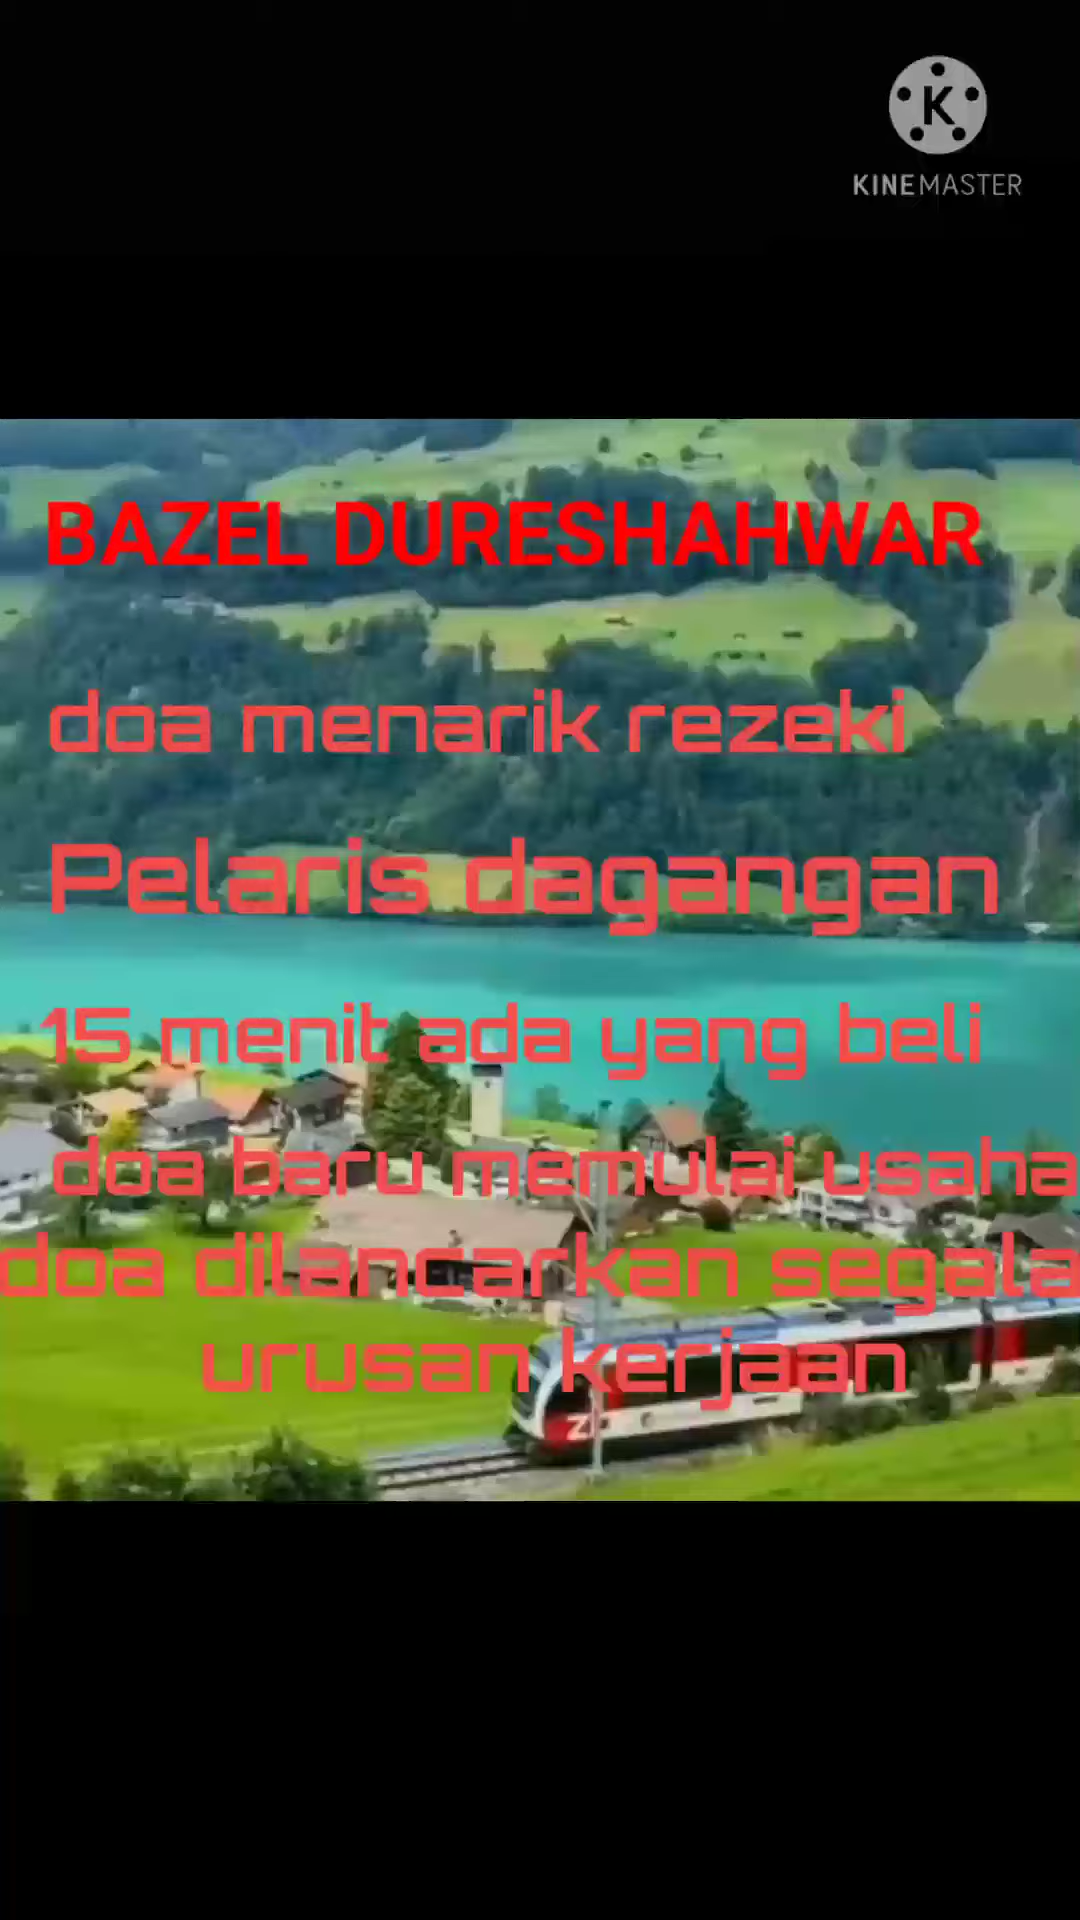 KINEMASTER
BAZEL DURESHAHWAR
doa menarik rezeki
Pelaris dagangan
15 menit ada yang beli
doa baru memulai usaha
doa dilancarkan segala
urusan kerjaan